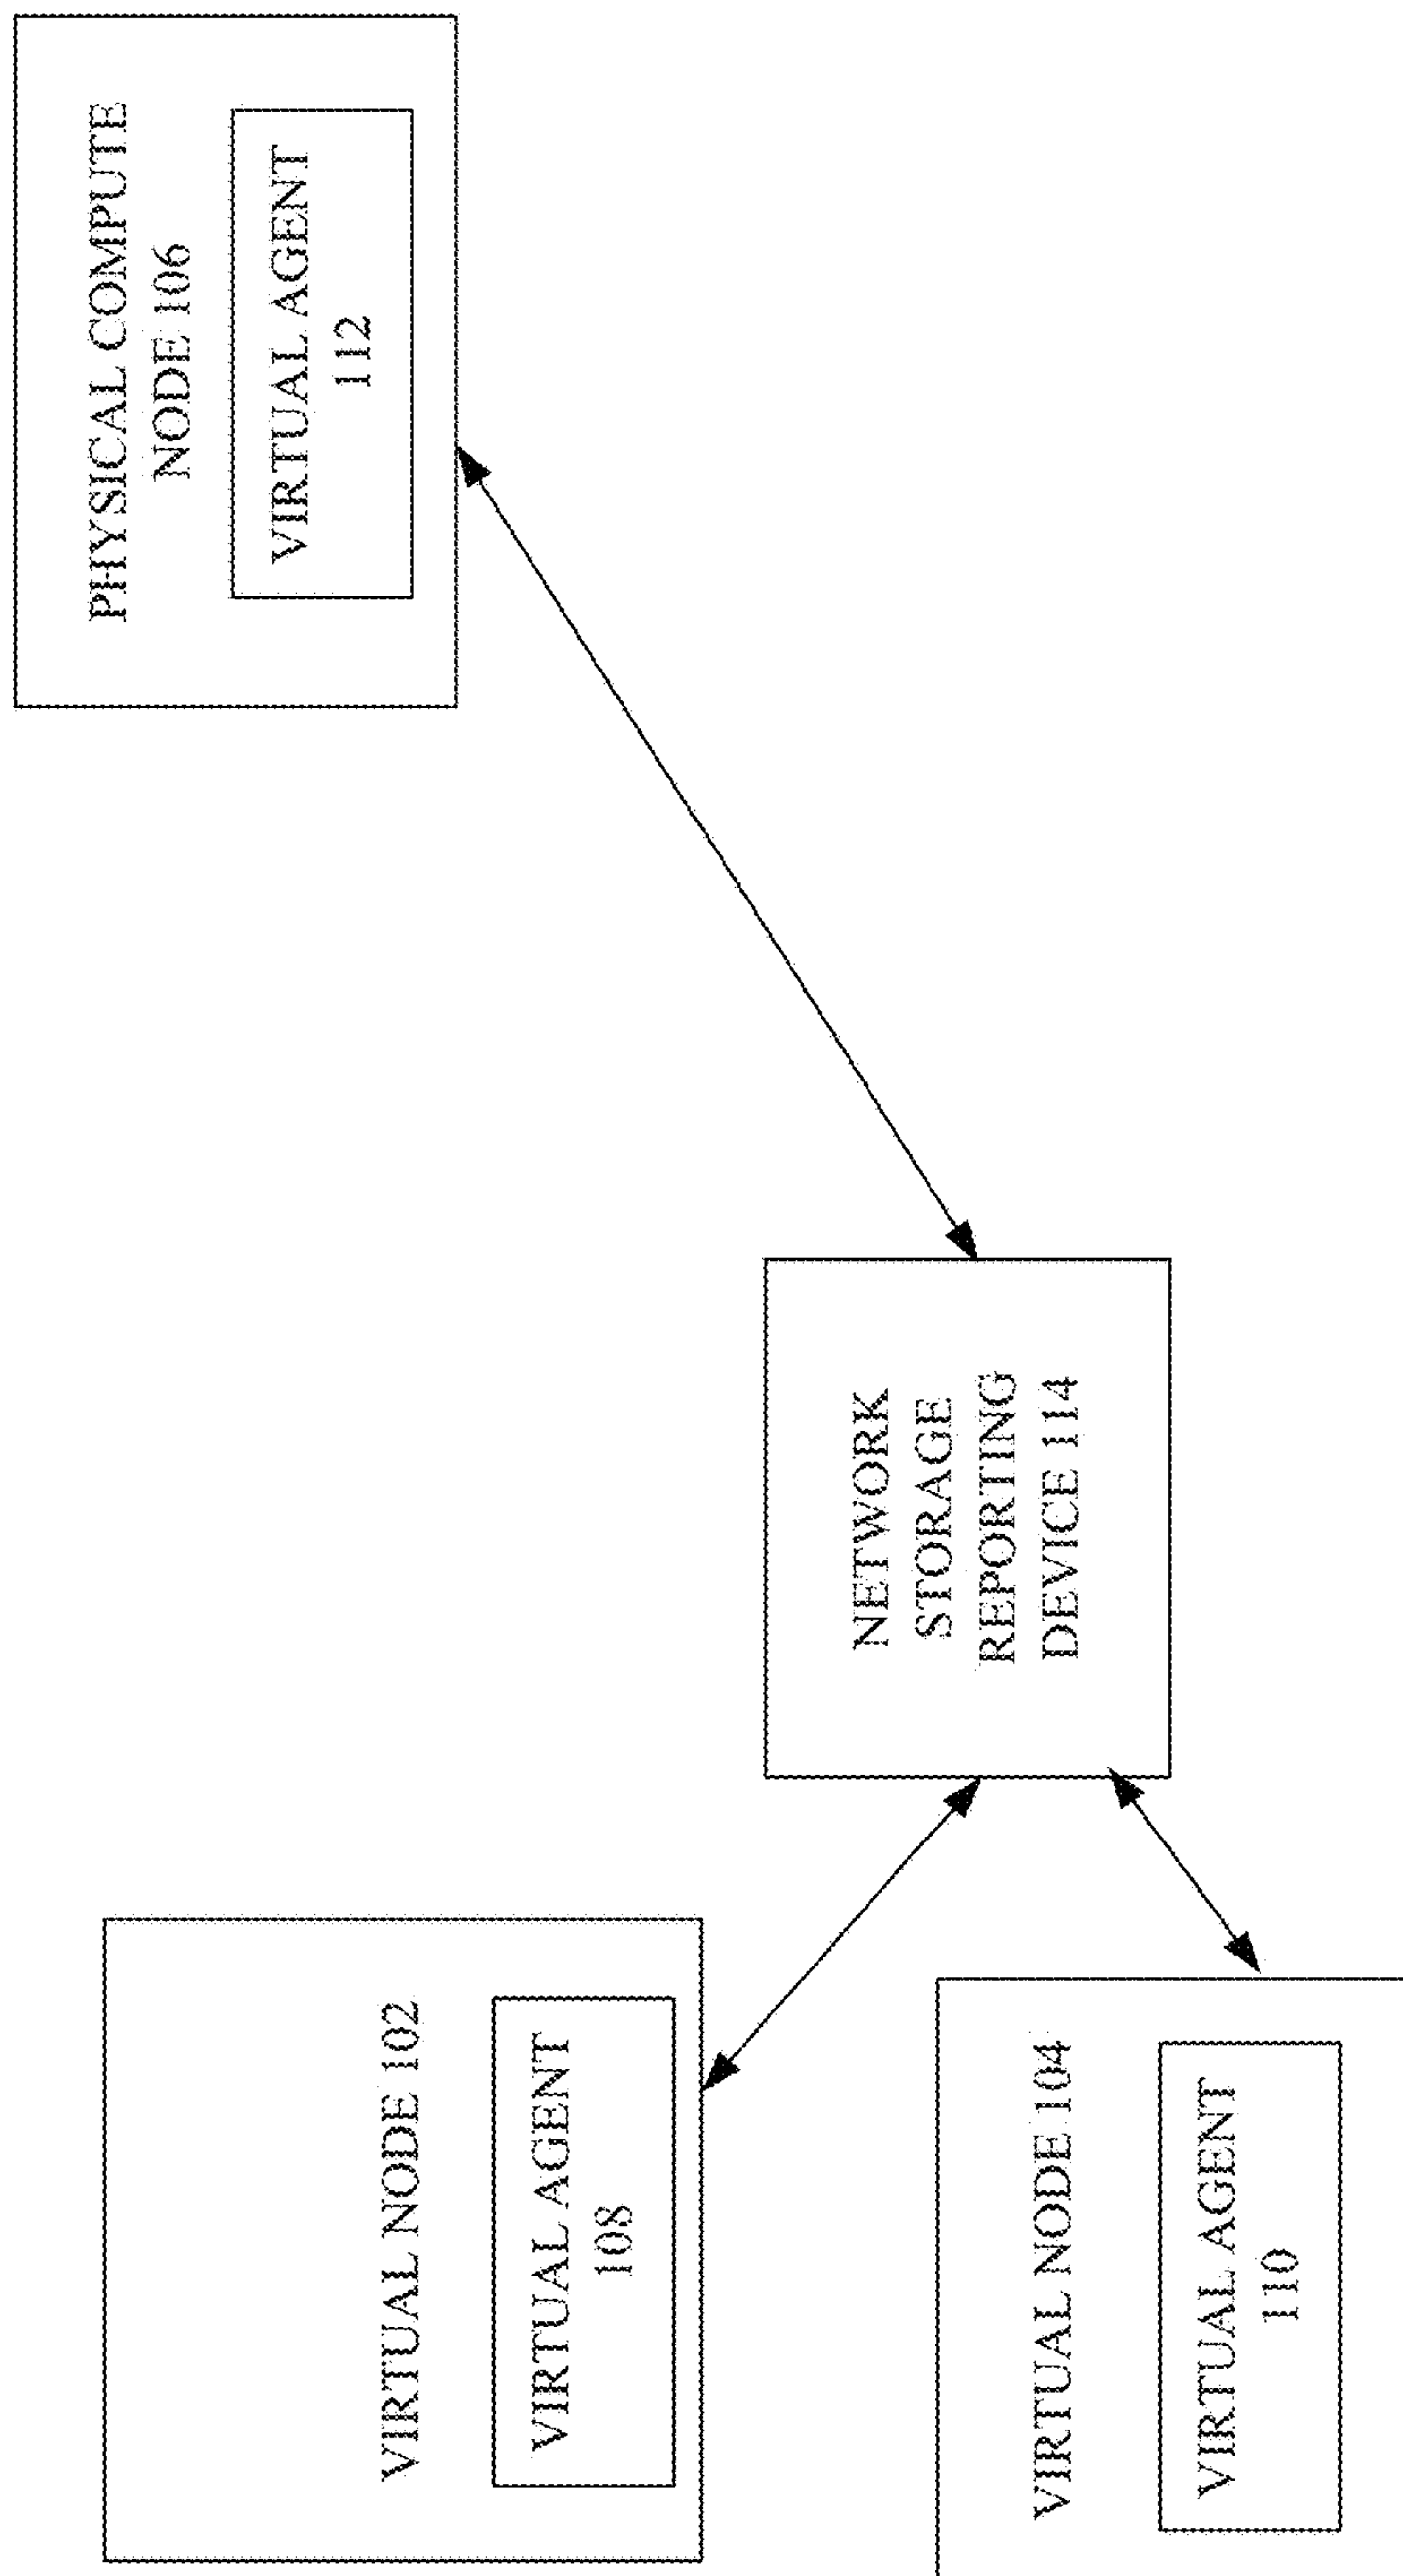 VIRTUAL NODE 102
VIRTUAL AGENT
108
VIRTUAL NODE 104
VIRTUAL AGENT
110
NETWORK
STORAGE
REPORTING
DEVICE 114
PHYSICAL COMPUTE
NODE 106
VIRTUAL AGENT
112